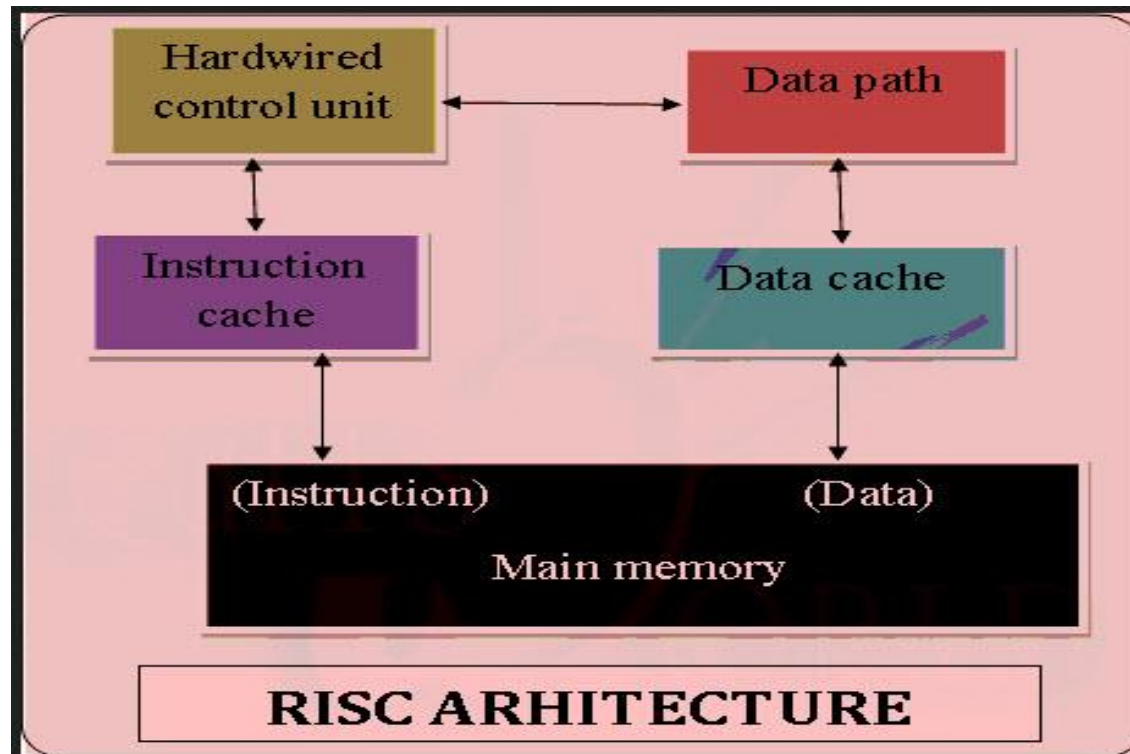 Hardwired
control unit
Data path
Instruction
cache
Data cache
(Instruction) (Data)
Main memory
RISC ARHITECTURE